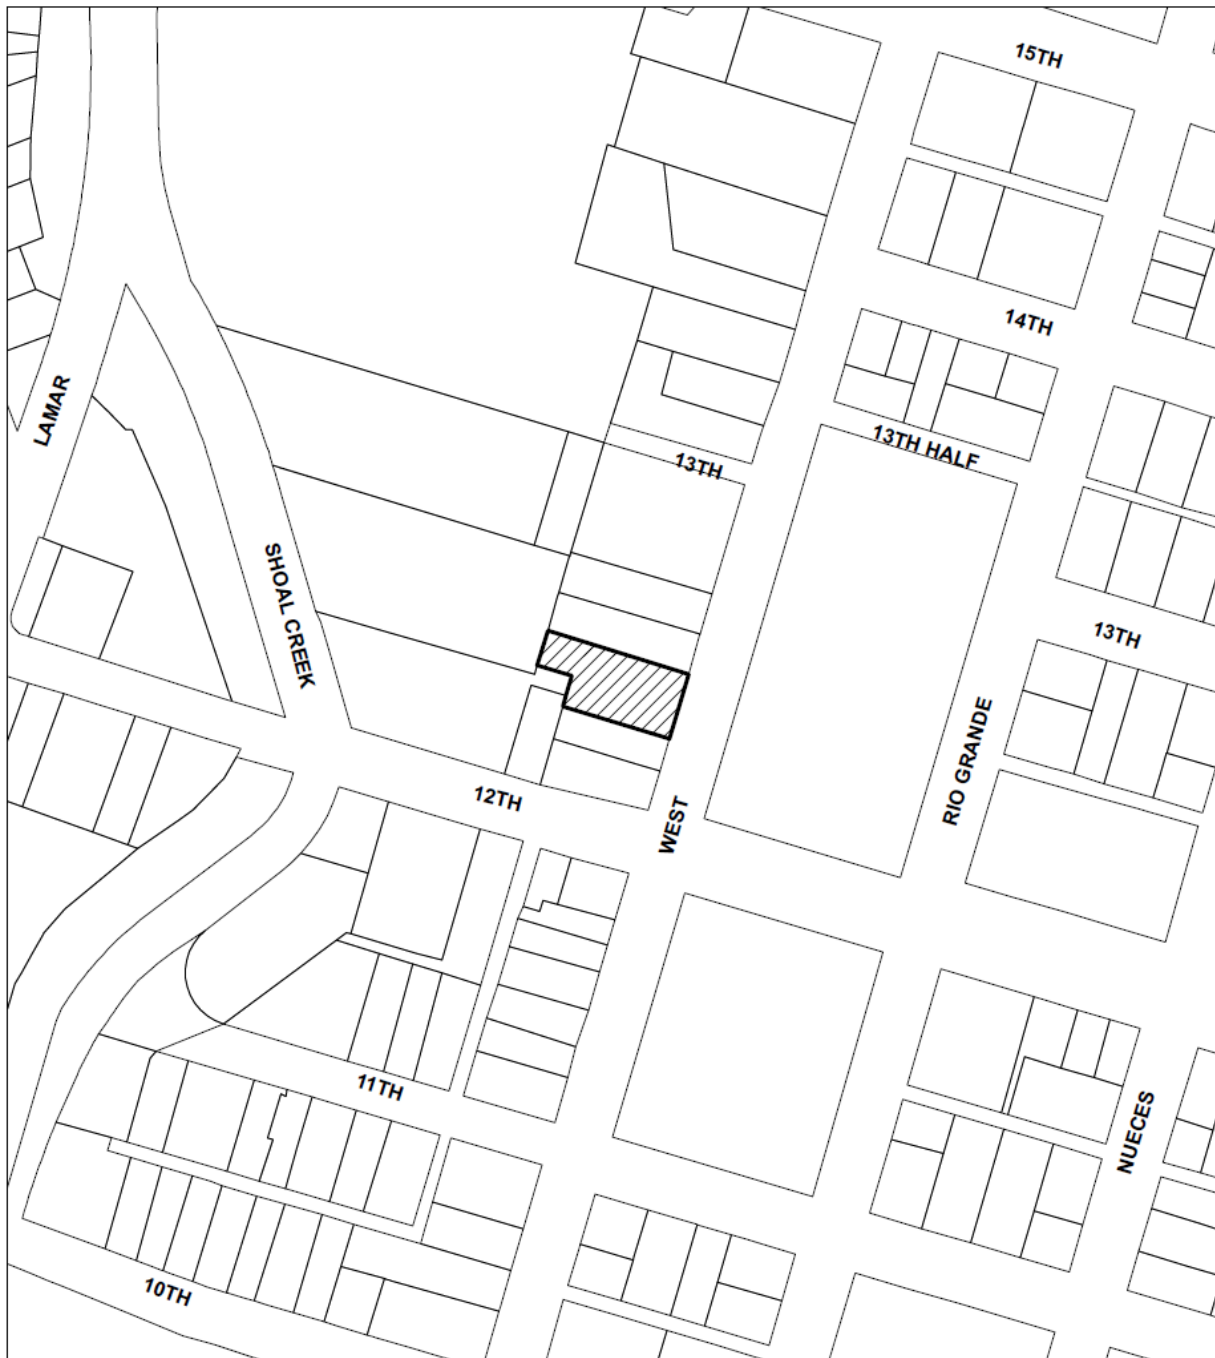 15TH
14TH
LAMAR
13TH HALF
13TH
SHOAL CREEK
13TH
RIO GRANDE
12TH
WEST
11TH
NUECES
10TH